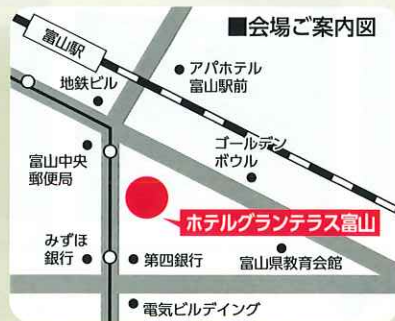 ■会場ご案内図
富山駅
地鉄ビル
アパホテル
富山駅前
富山中央
郵便局
ゴールデン
ボウル
ホテルグランテラス富山
みずほ
銀行
第四銀行
富山県教育会館
電気ビルデイング